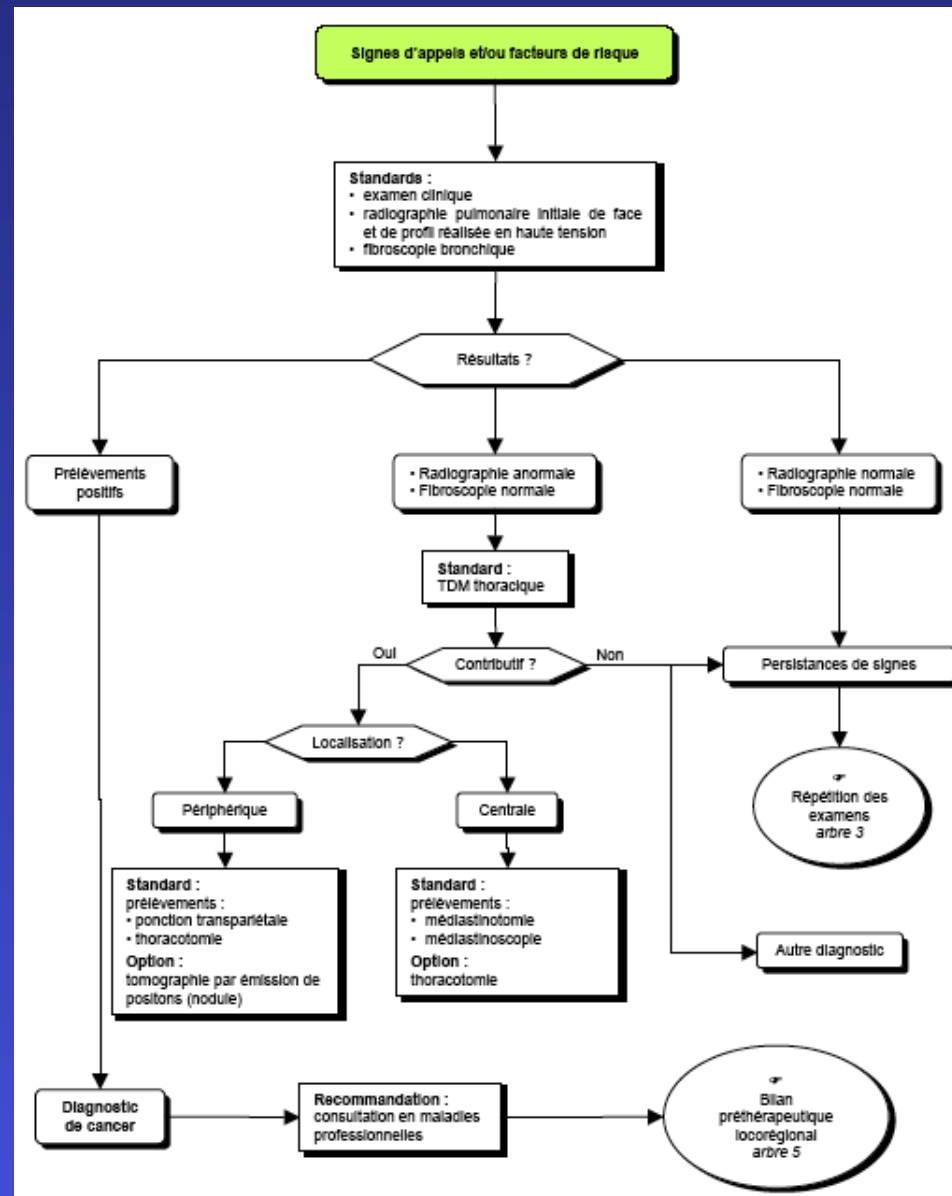 Signes d'appels et/ou facteurs de risque
Standards :
• examen clinique
• radiographie pulmonaire initiale de face
et de profil réalisée en haute tension
• fibroscopie bronchique
Résultats ?
Prélèvements
positifs
• Radiographie anormale
• Fibroscopie normale
• Radiographie normale
• Fibroscopie normale
Standard :
TDM thoracique
Oui
Contributif ?
Non
Persistances de signes
Localisation ?
☞
Répétition des
examens
arbre 3
Périphérique
Centrale
Standard :
prélèvements :
• ponction transpariétale
• thoracotomie
Option :
tomographie par émission de
positons (nodule)
Standard :
prélèvements :
• médiastinotomie
• médiastinoscopie
Option :
thoracotomie
Autre diagnostic
Diagnostic
de cancer
Recommandation :
consultation en maladies
professionnelles
☞
Bilan
préthérapeutique
locorégional
arbre 5